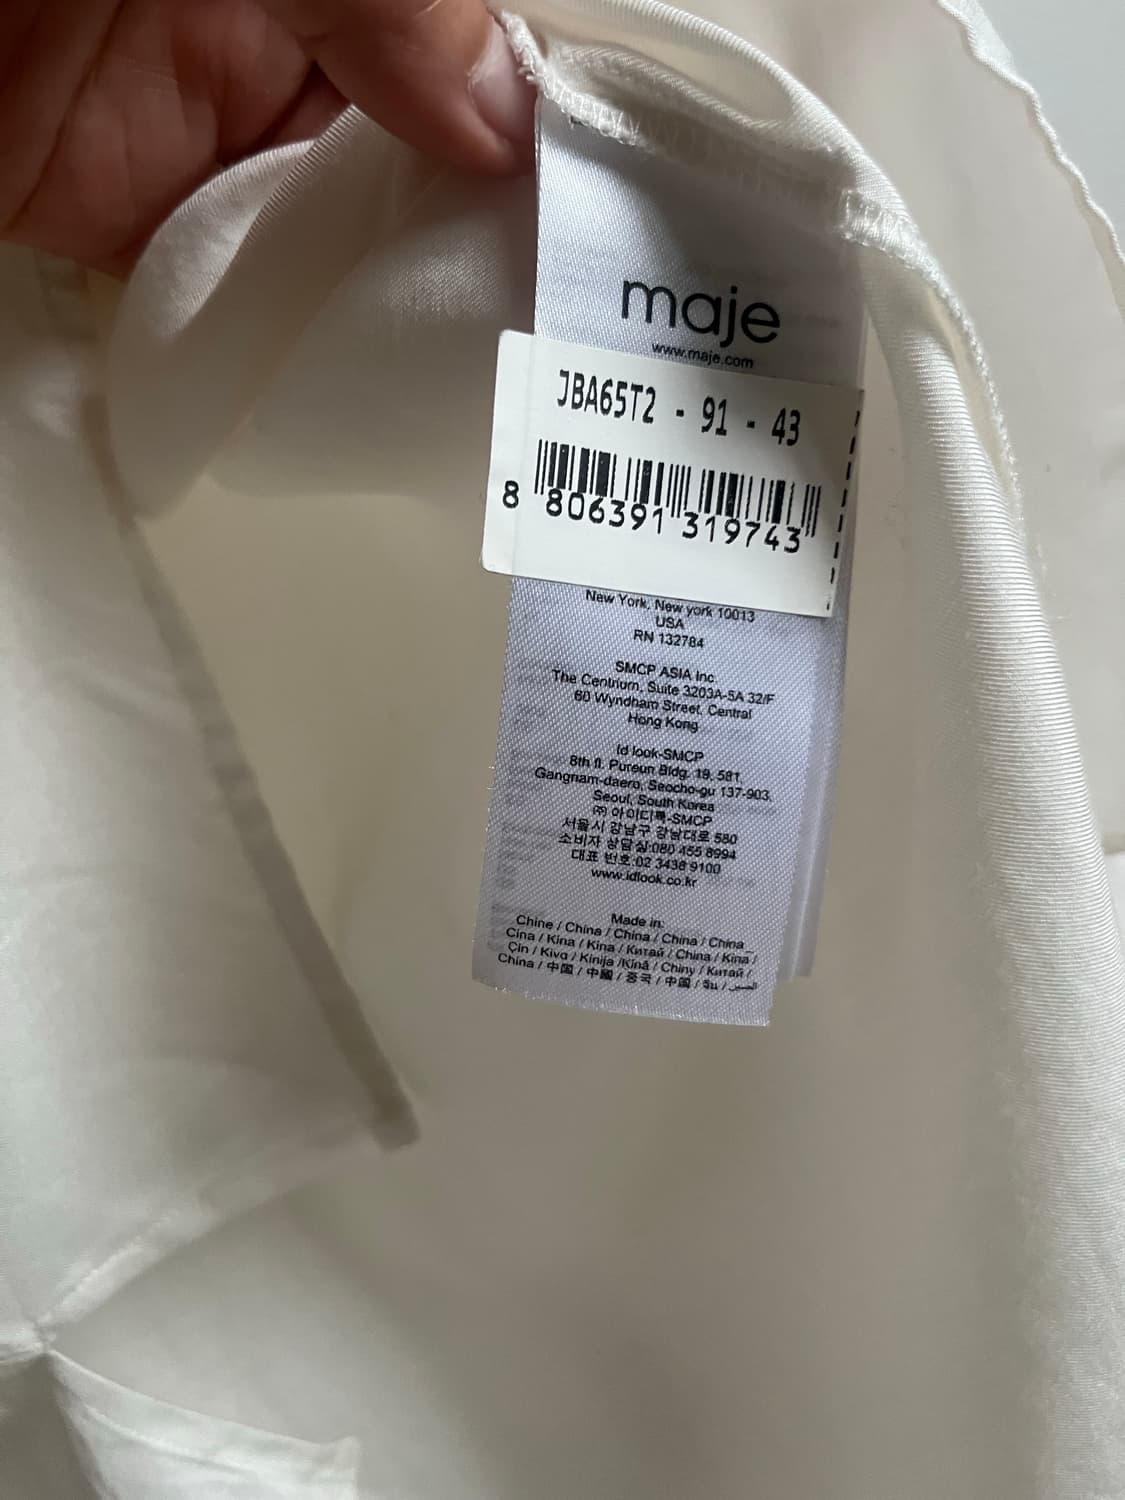 maje
www.maje.com
JBA65T2 - 91 - 43
8 806391 319743
New York, New york 10013
USA
RN 132784
SMCP ASIA Inc.
The Centrium, Suite 3203A-5A 32/F
60 Wyndham Street, Central
Hong Kong
Id look-SMCP
8th fl. Pureun Bldg. 19, 581,
Gangnam-daero, Seocho-gu 137-903,
Seoul, South Korea
㈜ 아이디룩-SMCP
서울시 강남구 강남대로 580
소비자 상담실:080 455 8994
대표 번호:02 3438 9100
www.idlook.co.kr
Made in:
Chine / China / China / China / China
Cina / Kina / Kina / Китай / China / Kina /
Çin / Κίνα / Kinija /Kīnā / Chiny / Китай /
China / 中国 / 中國 / 중국 / 中国 / จีน / الصين